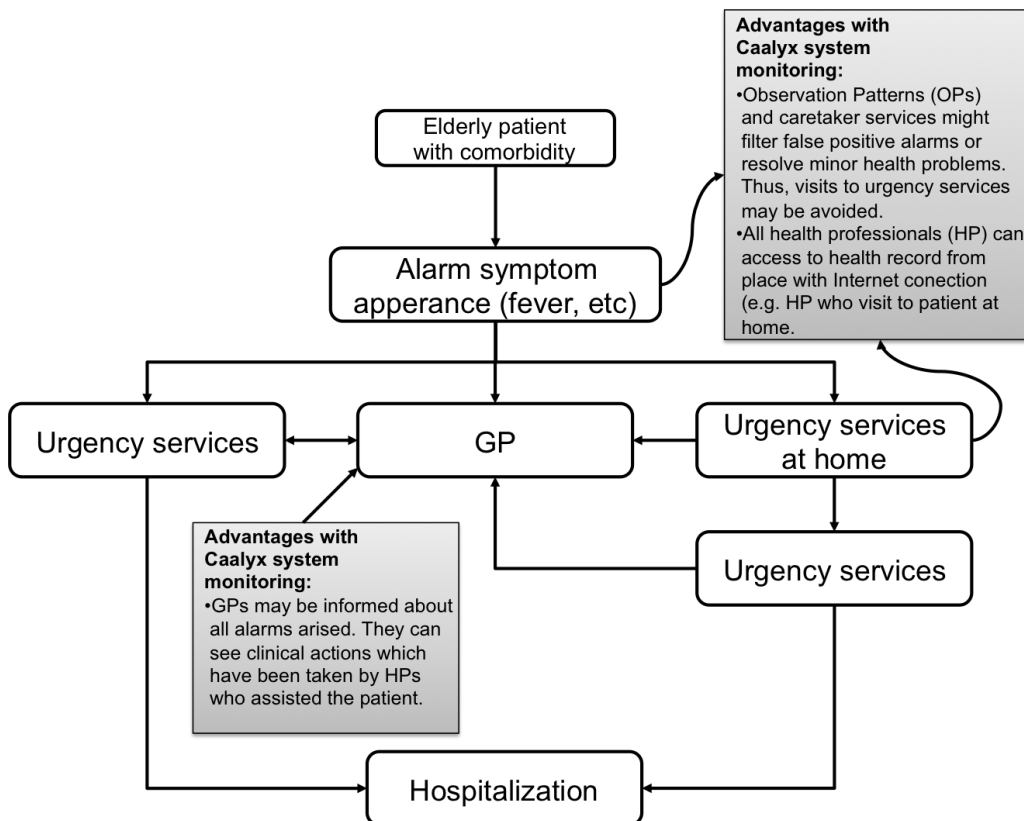 Advantages with
Caalyx system
monitoring:
•Observation Patterns (OPs)
and caretaker services might
filter false positive alarms or
resolve minor health problems.
Thus, visits to urgency services
may be avoided.
•All health professionals (HP) can
access to health record from
place with Internet conection
(e.g. HP who visit to patient at
home.
Elderly patient
with comorbidity
Alarm symptom
apperance (fever, etc)
Urgency services
GP
Urgency services
at home
Advantages with
Caalyx system
monitoring:
•GPs may be informed about
all alarms arised. They can
see clinical actions which
have been taken by HPs
who assisted the patient.
Urgency services
Hospitalization